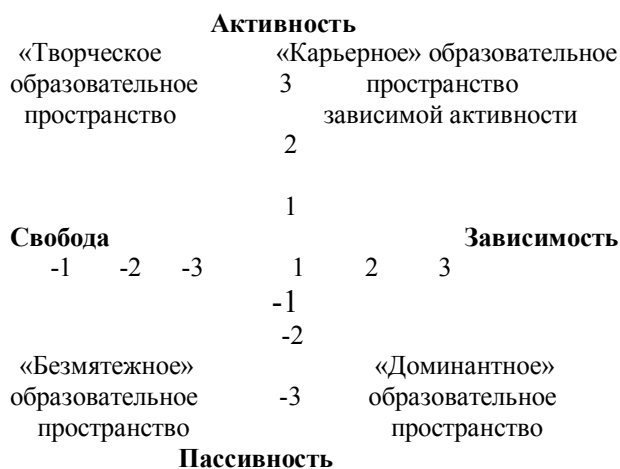 Активность
«Творческое «Карьерное» образовательное
образовательное 3 пространство
пространство зависимой активности
2
1
Свобода Зависимость
-1 -2 -3 1 2 3
-1
-2
«Безмятежное» «Доминантное»
образовательное -3 образовательное
пространство пространство
Пассивность